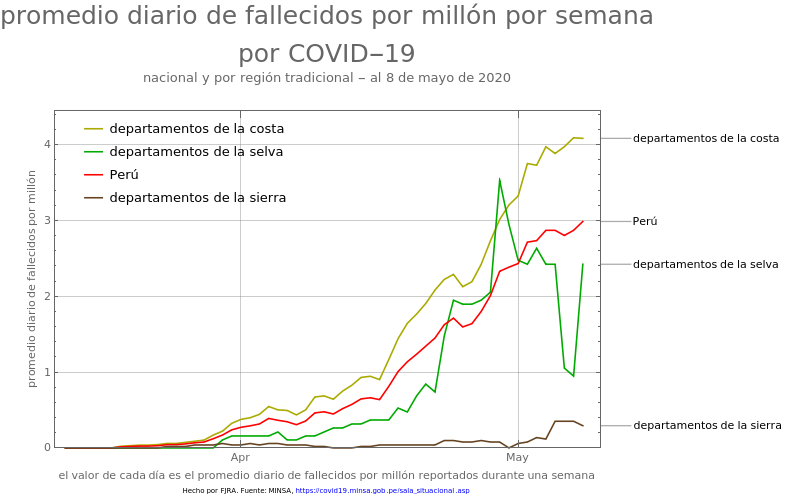 promedio diario de fallecidos por millón por semana
por COVID−19
nacional y por región tradicional − al 8 de mayo de 2020
departamentos de la costa
departamentos de la selva
Perú
departamentos de la sierra
promedio diario de fallecidos por millón
4
3
2
1
0
Apr
May
departamentos de la costa
Perú
departamentos de la selva
departamentos de la sierra
el valor de cada día es el promedio diario de fallecidos por millón reportados durante una semana
Hecho por FJRA. Fuente: MINSA, https://covid19.minsa.gob.pe/sala_situacional.asp